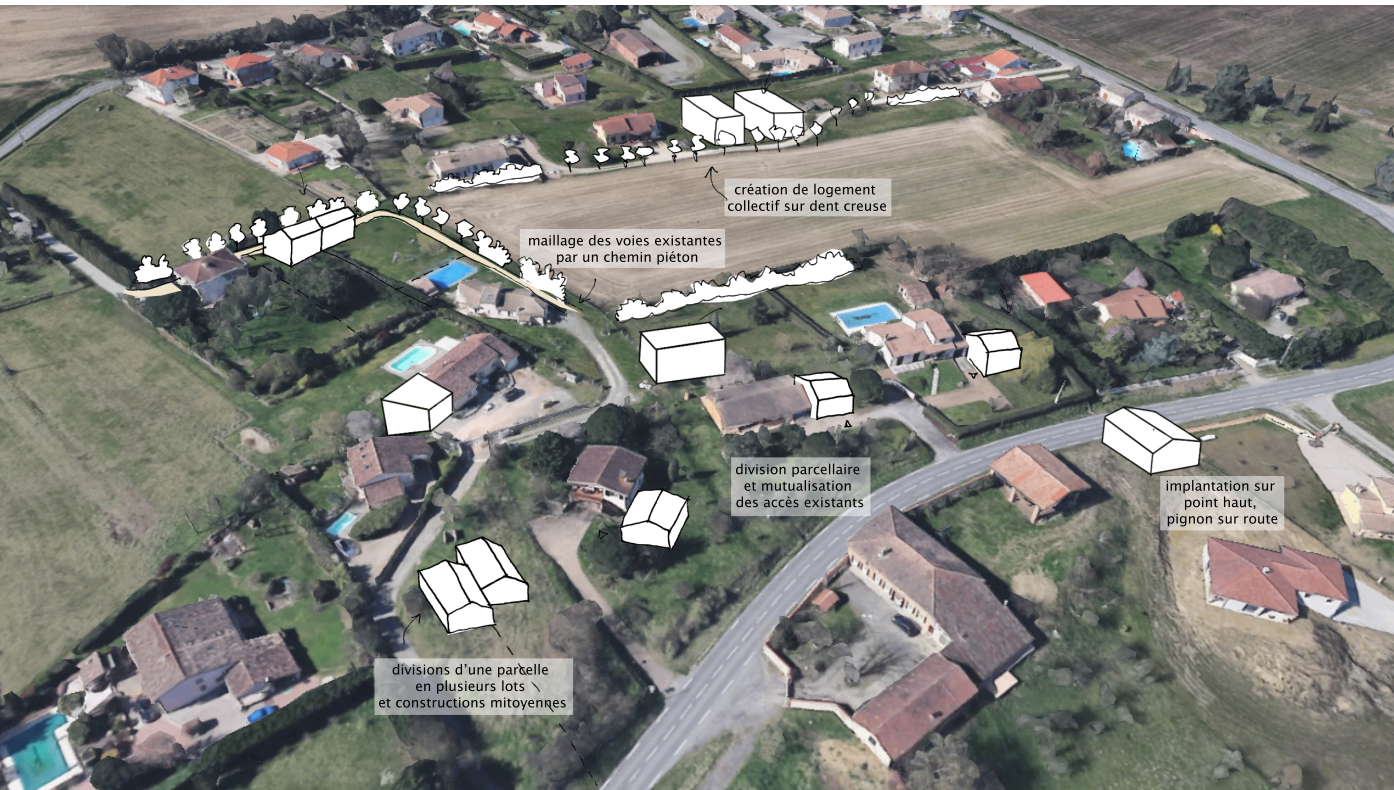 création de logement
collectif sur dent creuse
maillage des voies existantes
par un chemin piéton
division parcellaire
et mutualisation
des accès existants
implantation sur
point haut,
pignon sur route
divisions d'une parcelle
en plusieurs lots
et constructions mitoyennes